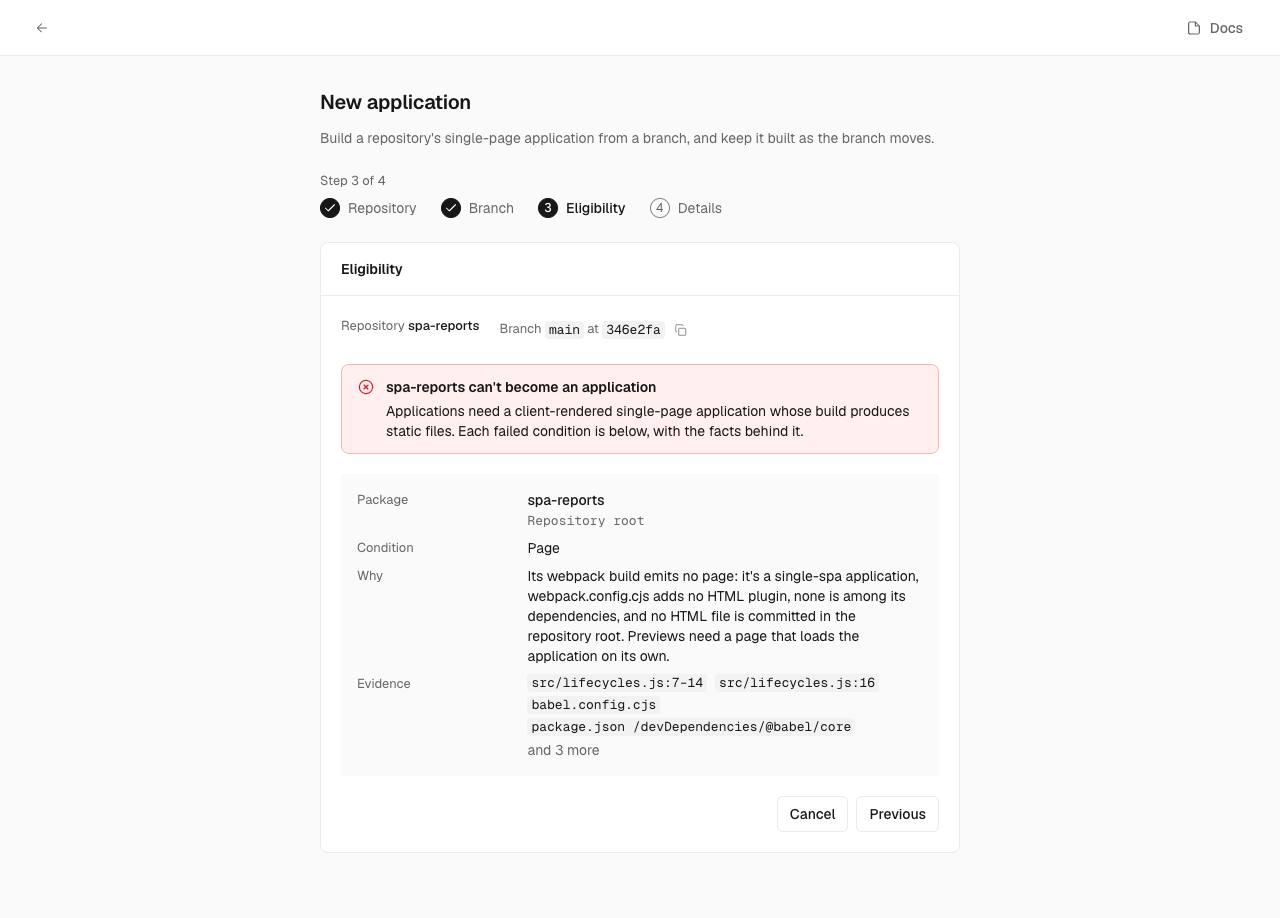 Docs
New application
Build a repository's single-page application from a branch, and keep it built as the branch moves.
Step 3 of 4
Repository
Branch
3 Eligibility
4 Details
Eligibility
Repository spa-reports Branch main at 346e2fa
spa-reports can't become an application
Applications need a client-rendered single-page application whose build produces
static files. Each failed condition is below, with the facts behind it.
Package spa-reports
Repository root
Condition Page
Why Its webpack build emits no page: it's a single-spa application,
webpack.config.cjs adds no HTML plugin, none is among its
dependencies, and no HTML file is committed in the
repository root. Previews need a page that loads the
application on its own.
Evidence src/lifecycles.js:7-14 src/lifecycles.js:16
babel.config.cjs
package.json /devDependencies/@babel/core
and 3 more
Cancel Previous